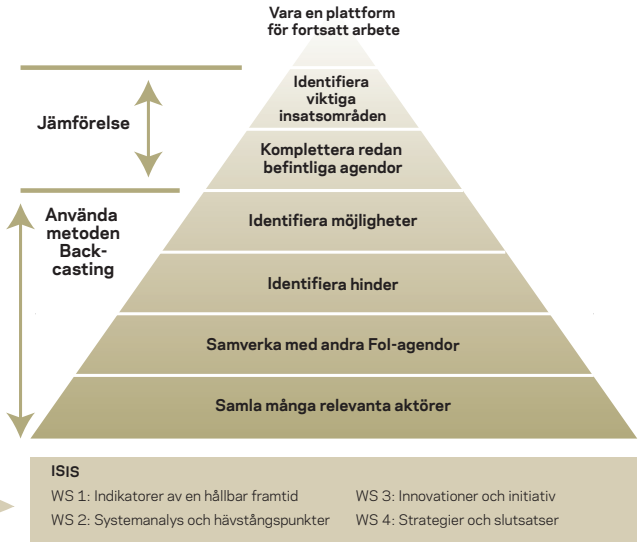 Vara en plattform
för fortsatt arbete
Identifiera
viktiga
insatsområden
Jämförelse
Komplettera redan
befintliga agendor
Använda
metoden
Back-
casting
Identifiera möjligheter
Identifiera hinder
Samverka med andra FoI-agendor
Samla många relevanta aktörer
ISIS
WS 1: Indikatorer av en hållbar framtid
WS 2: Systemanalys och hävstångspunkter
WS 3: Innovationer och initiativ
WS 4: Strategier och slutsatser